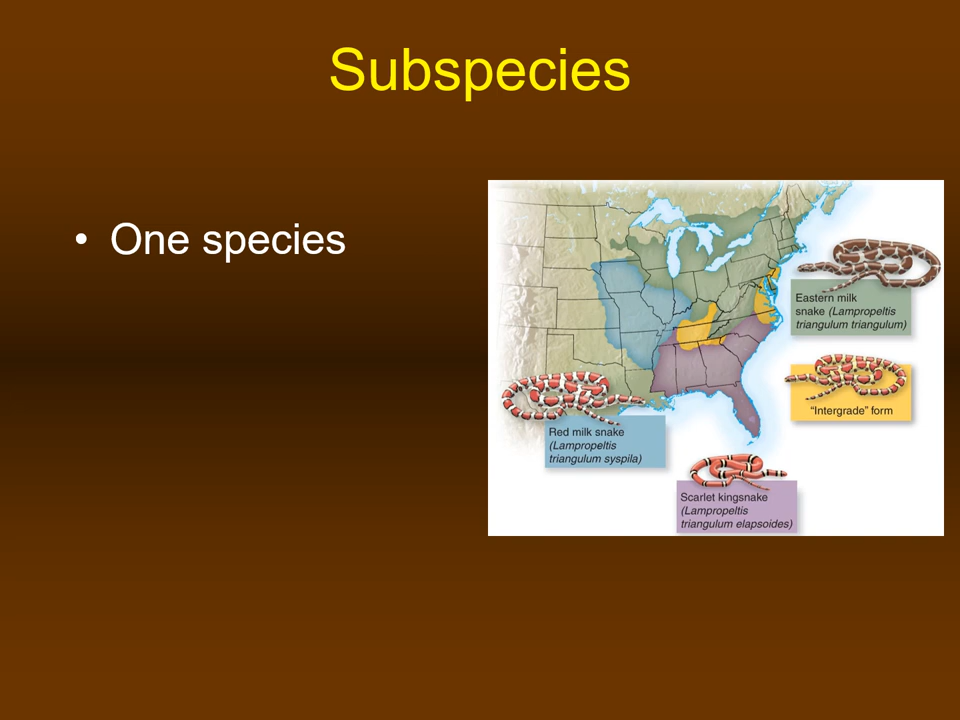 Subspecies
• One species
Eastern milk
snake (Lampropeltis
triangulum triangulum)
"Intergrade" form
Red milk snake
(Lampropeltis
triangulum syspila)
Scarlet kingsnake
(Lampropeltis
triangulum elapsoides)